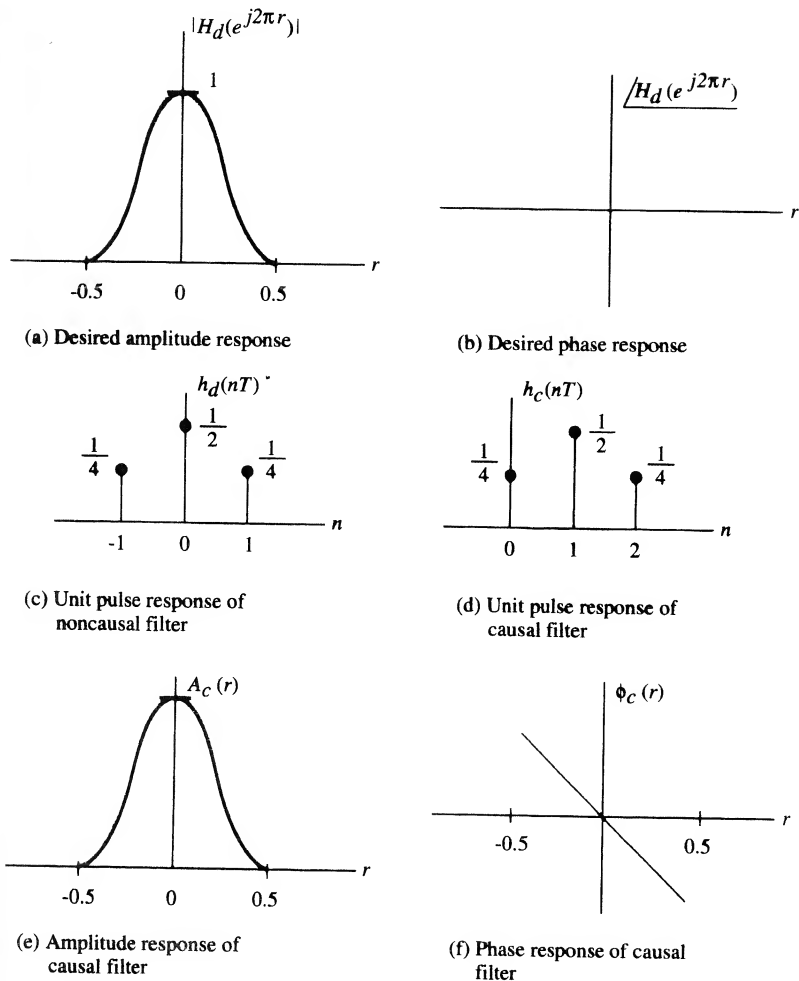 |H_d(e^{j2πr})|
1
r
-0.5 0 0.5
(a) Desired amplitude response
/H_d(e^{j2πr})
r
(b) Desired phase response
h_d(nT)
1/4 1/2 1/4
n
-1 0 1
(c) Unit pulse response of
noncausal filter
h_c(nT)
1/4 1/2 1/4
n
0 1 2
(d) Unit pulse response of
causal filter
A_c(r)
r
-0.5 0 0.5
(e) Amplitude response of
causal filter
ϕ_c(r)
r
-0.5 0.5
(f) Phase response of causal
filter